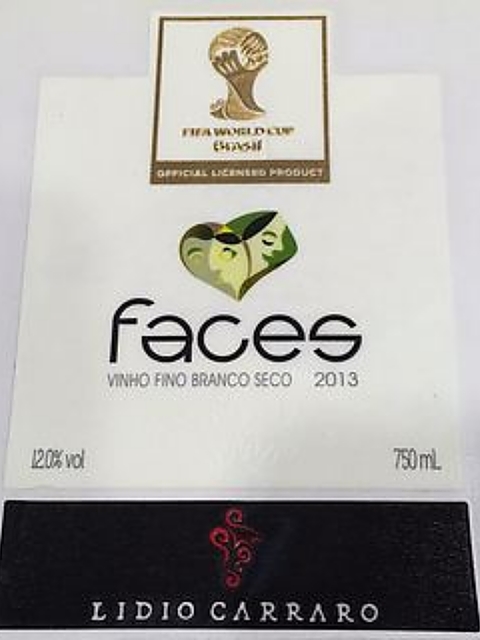 FIFA WORLD CUP
Brasil
OFFICIAL LICENSED PRODUCT
faces
VINHO FINO BRANCO SECO 2013
12.0% vol 750 mL
LIDIO CARRARO